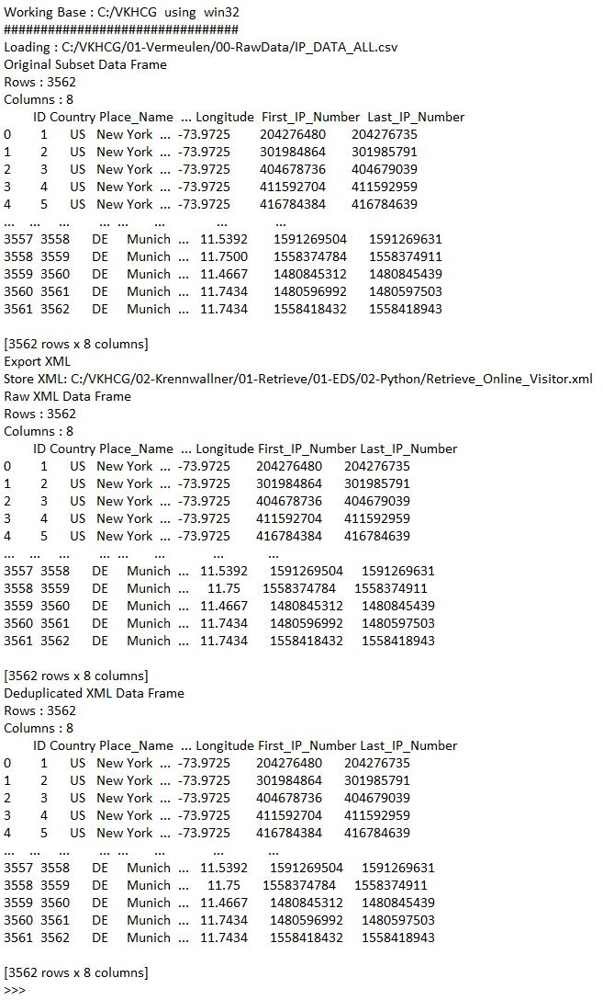 Working Base : C:/VKHCG using win32
################################
Loading : C:/VKHCG/01-Vermeulen/00-RawData/IP_DATA_ALL.csv
Original Subset Data Frame
Rows : 3562
Columns : 8
ID Country Place_Name ... Longitude First_IP_Number Last_IP_Number
0 1 US New York ... -73.9725 204276480 204276735
1 2 US New York ... -73.9725 301984864 301985791
2 3 US New York ... -73.9725 404678736 404679039
3 4 US New York ... -73.9725 411592704 411592959
4 5 US New York ... -73.9725 416784384 416784639
... ... ... ... ... ... ... ...
3557 3558 DE Munich ... 11.5392 1591269504 1591269631
3558 3559 DE Munich ... 11.7500 1558374784 1558374911
3559 3560 DE Munich ... 11.4667 1480845312 1480845439
3560 3561 DE Munich ... 11.7434 1480596992 1480597503
3561 3562 DE Munich ... 11.7434 1558418432 1558418943
[3562 rows x 8 columns]
Export XML
Store XML: C:/VKHCG/02-Krennwallner/01-Retrieve/01-EDS/02-Python/Retrieve_Online_Visitor.xml
Raw XML Data Frame
Rows : 3562
Columns : 8
ID Country Place_Name ... Longitude First_IP_Number Last_IP_Number
0 1 US New York ... -73.9725 204276480 204276735
1 2 US New York ... -73.9725 301984864 301985791
2 3 US New York ... -73.9725 404678736 404679039
3 4 US New York ... -73.9725 411592704 411592959
4 5 US New York ... -73.9725 416784384 416784639
... ... ... ... ... ... ... ...
3557 3558 DE Munich ... 11.5392 1591269504 1591269631
3558 3559 DE Munich ... 11.75 1558374784 1558374911
3559 3560 DE Munich ... 11.4667 1480845312 1480845439
3560 3561 DE Munich ... 11.7434 1480596992 1480597503
3561 3562 DE Munich ... 11.7434 1558418432 1558418943
[3562 rows x 8 columns]
Deduplicated XML Data Frame
Rows : 3562
Columns : 8
ID Country Place_Name ... Longitude First_IP_Number Last_IP_Number
0 1 US New York ... -73.9725 204276480 204276735
1 2 US New York ... -73.9725 301984864 301985791
2 3 US New York ... -73.9725 404678736 404679039
3 4 US New York ... -73.9725 411592704 411592959
4 5 US New York ... -73.9725 416784384 416784639
... ... ... ... ... ... ... ...
3557 3558 DE Munich ... 11.5392 1591269504 1591269631
3558 3559 DE Munich ... 11.75 1558374784 1558374911
3559 3560 DE Munich ... 11.4667 1480845312 1480845439
3560 3561 DE Munich ... 11.7434 1480596992 1480597503
3561 3562 DE Munich ... 11.7434 1558418432 1558418943
[3562 rows x 8 columns]
>>>